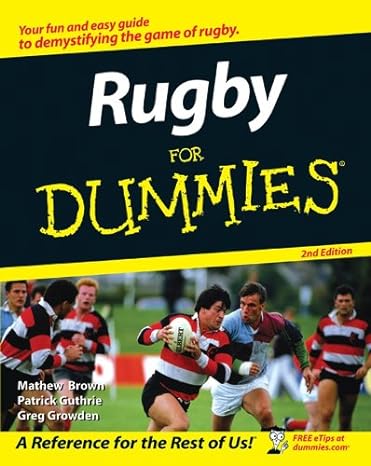 Your fun and easy guide
to demystifying the game of rugby.
Rugby
FOR
DUMMIES®
2nd Edition
GILBERT
Mathew Brown
Patrick Guthrie
Greg Growden
A Reference for the Rest of Us!®
FREE eTips at
dummies.com®